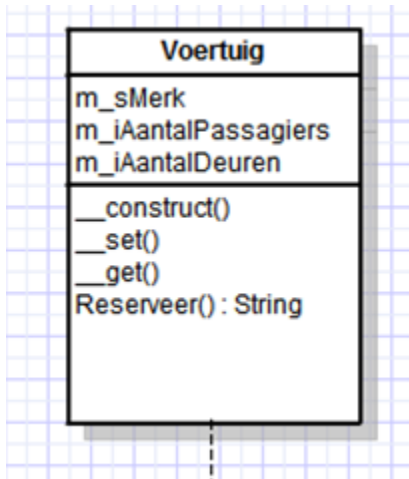 Voertuig
m_sMerk
m_iAantalPassagiers
m_iAantalDeuren
__construct()
__set()
__get()
Reserveer() : String